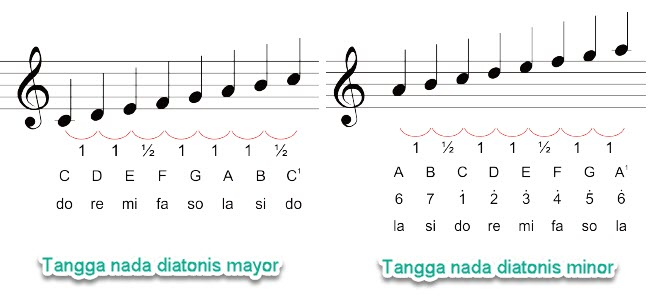 1 1 ½ 1 1 1 ½
C D E F G A B C¹
do re mi fa so la si do
Tangga nada diatonis mayor
1 ½ 1 1 ½ 1 1
A B C D E F G A¹
6 7 1̇ 2̇ 3̇ 4̇ 5̇ 6̇
la si do re mi fa so la
Tangga nada diatonis minor